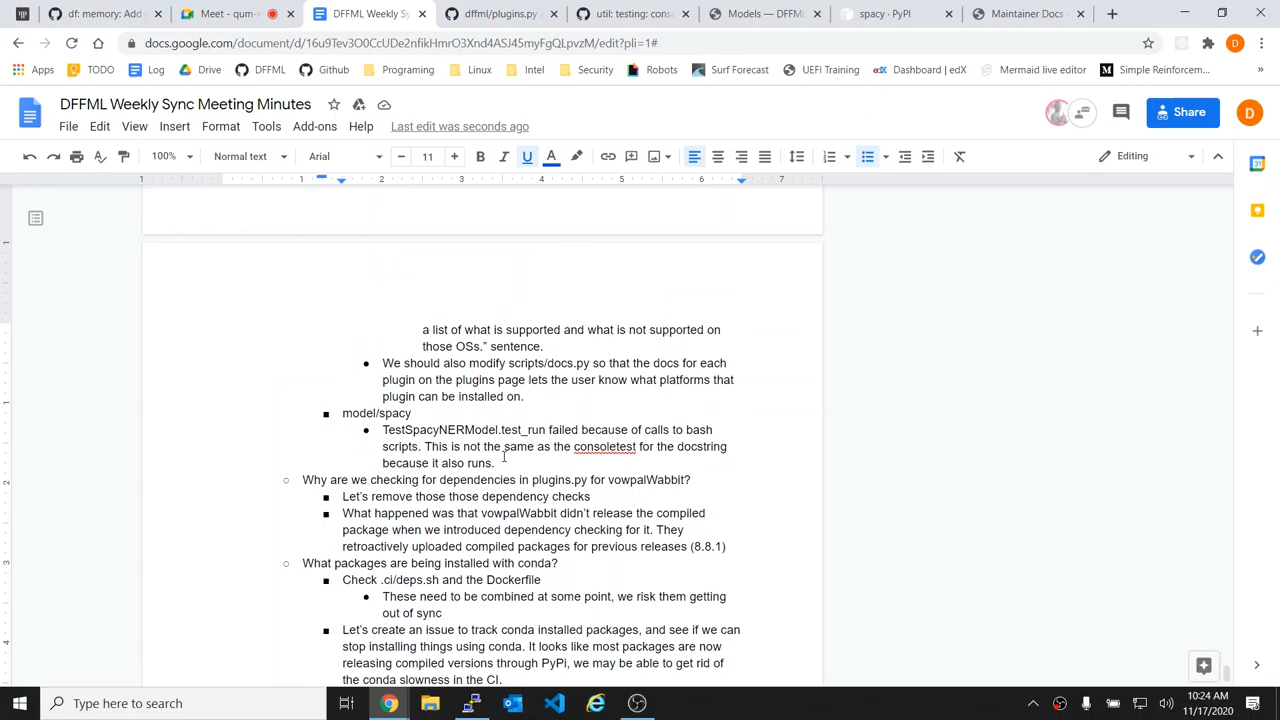 df: memory: Add
Meet - qum-r
DFFML Weekly Sy
dffml/plugins.py a
util: testing: cons
Models — DFFML
spacy · PyPI
Maintainer Docs -
docs.google.com/document/d/16u9Tev3O0CcUDe2nfikHmrO3Xnd4ASJ45myFgQLpvzM/edit?pli=1#
Apps
TODO
Log
Drive
DFFML
Github
Programing
Linux
Intel
Security
Robots
Surf Forecast
UEFI Training
Dashboard | edX
Mermaid live editor
Simple Reinforcem...
DFFML Weekly Sync Meeting Minutes
File Edit View Insert Format Tools Add-ons Help Last edit was seconds ago
Share
D
100% Normal text Arial 11 Editing
1 1 2 3 4 5 6 7
a list of what is supported and what is not supported on
those OSs.” sentence.
● We should also modify scripts/docs.py so that the docs for each
plugin on the plugins page lets the user know what platforms that
plugin can be installed on.
■ model/spacy
● TestSpacyNERModel.test_run failed because of calls to bash
scripts. This is not the same as the consoletest for the docstring
because it also runs.
○ Why are we checking for dependencies in plugins.py for vowpalWabbit?
■ Let’s remove those those dependency checks
■ What happened was that vowpalWabbit didn’t release the compiled
package when we introduced dependency checking for it. They
retroactively uploaded compiled packages for previous releases (8.8.1)
○ What packages are being installed with conda?
■ Check .ci/deps.sh and the Dockerfile
● These need to be combined at some point, we risk them getting
out of sync
■ Let’s create an issue to track conda installed packages, and see if we can
stop installing things using conda. It looks like most packages are now
releasing compiled versions through PyPi, we may be able to get rid of
the conda slowness in the CI.
Type here to search
10:24 AM
11/17/2020